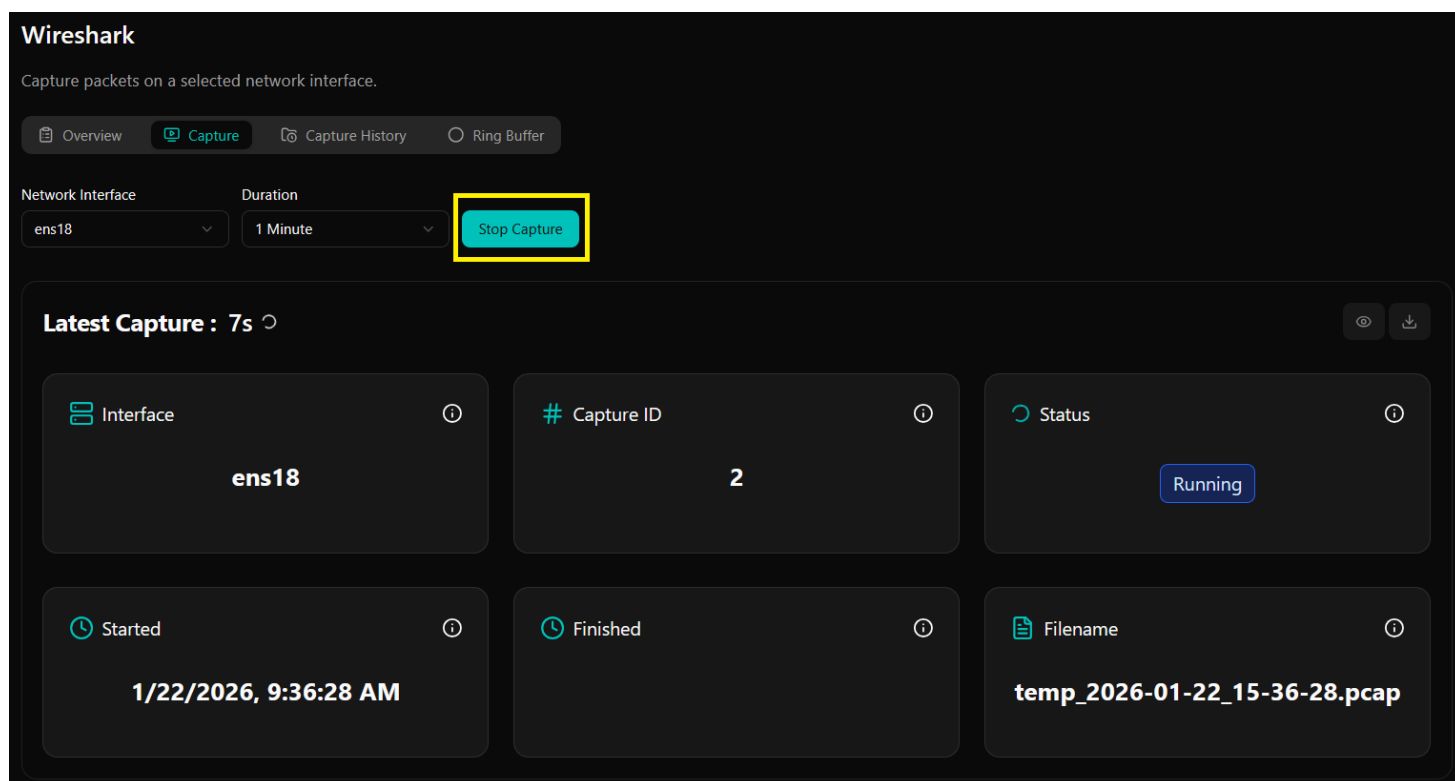 Wireshark
Capture packets on a selected network interface.
Overview Capture Capture History Ring Buffer
Network Interface Duration
ens18 1 Minute Stop Capture
Latest Capture : 7s
Interface # Capture ID Status
ens18 2 Running
Started Finished Filename
1/22/2026, 9:36:28 AM temp_2026-01-22_15-36-28.pcap